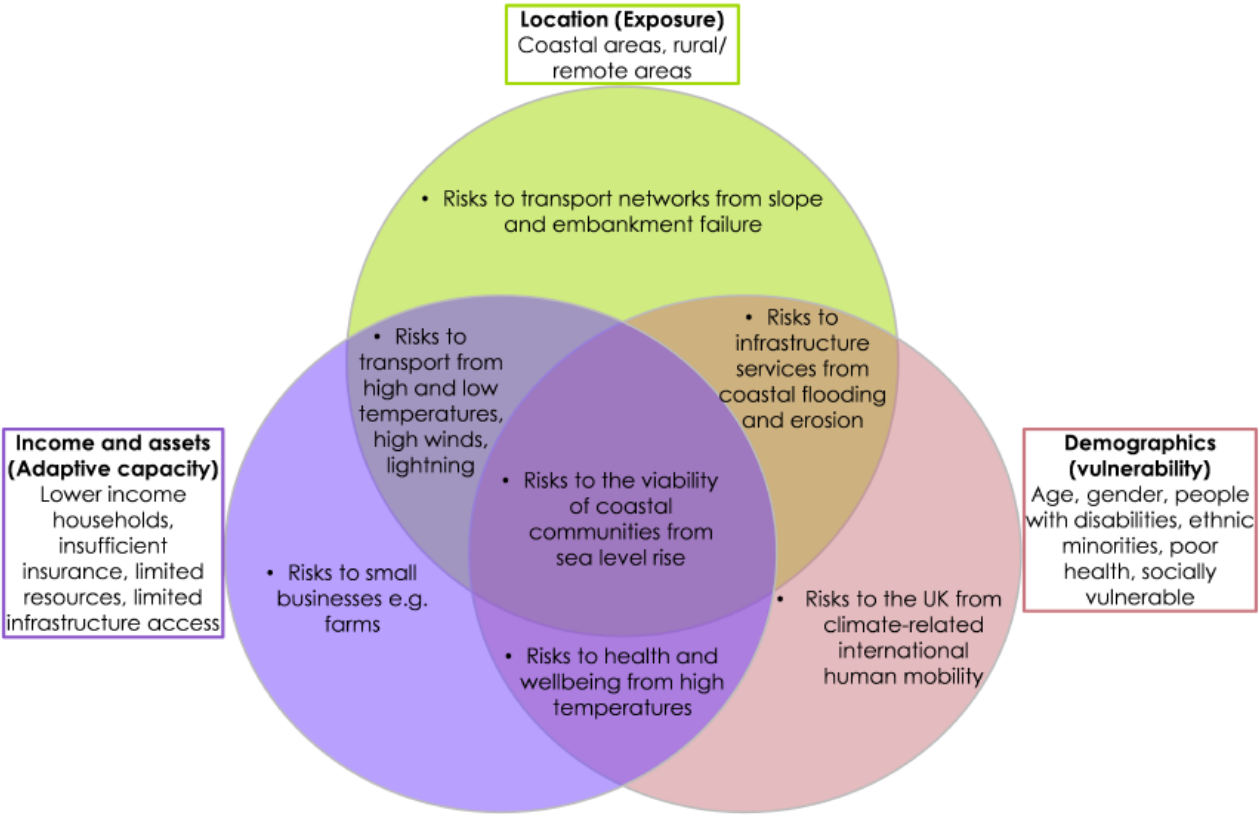 Location (Exposure)
Coastal areas, rural/
remote areas
• Risks to transport networks from slope
and embankment failure
• Risks to
transport from
high and low
temperatures,
high winds,
lightning
• Risks to
infrastructure
services from
coastal flooding
and erosion
Income and assets
(Adaptive capacity)
Lower income
households,
insufficient
insurance, limited
resources, limited
infrastructure access
Demographics
(vulnerability)
Age, gender, people
with disabilities, ethnic
minorities, poor
health, socially
vulnerable
• Risks to the viability
of coastal
communities from
sea level rise
• Risks to small
businesses e.g.
farms
• Risks to the UK from
climate-related
international
human mobility
• Risks to health and
wellbeing from high
temperatures